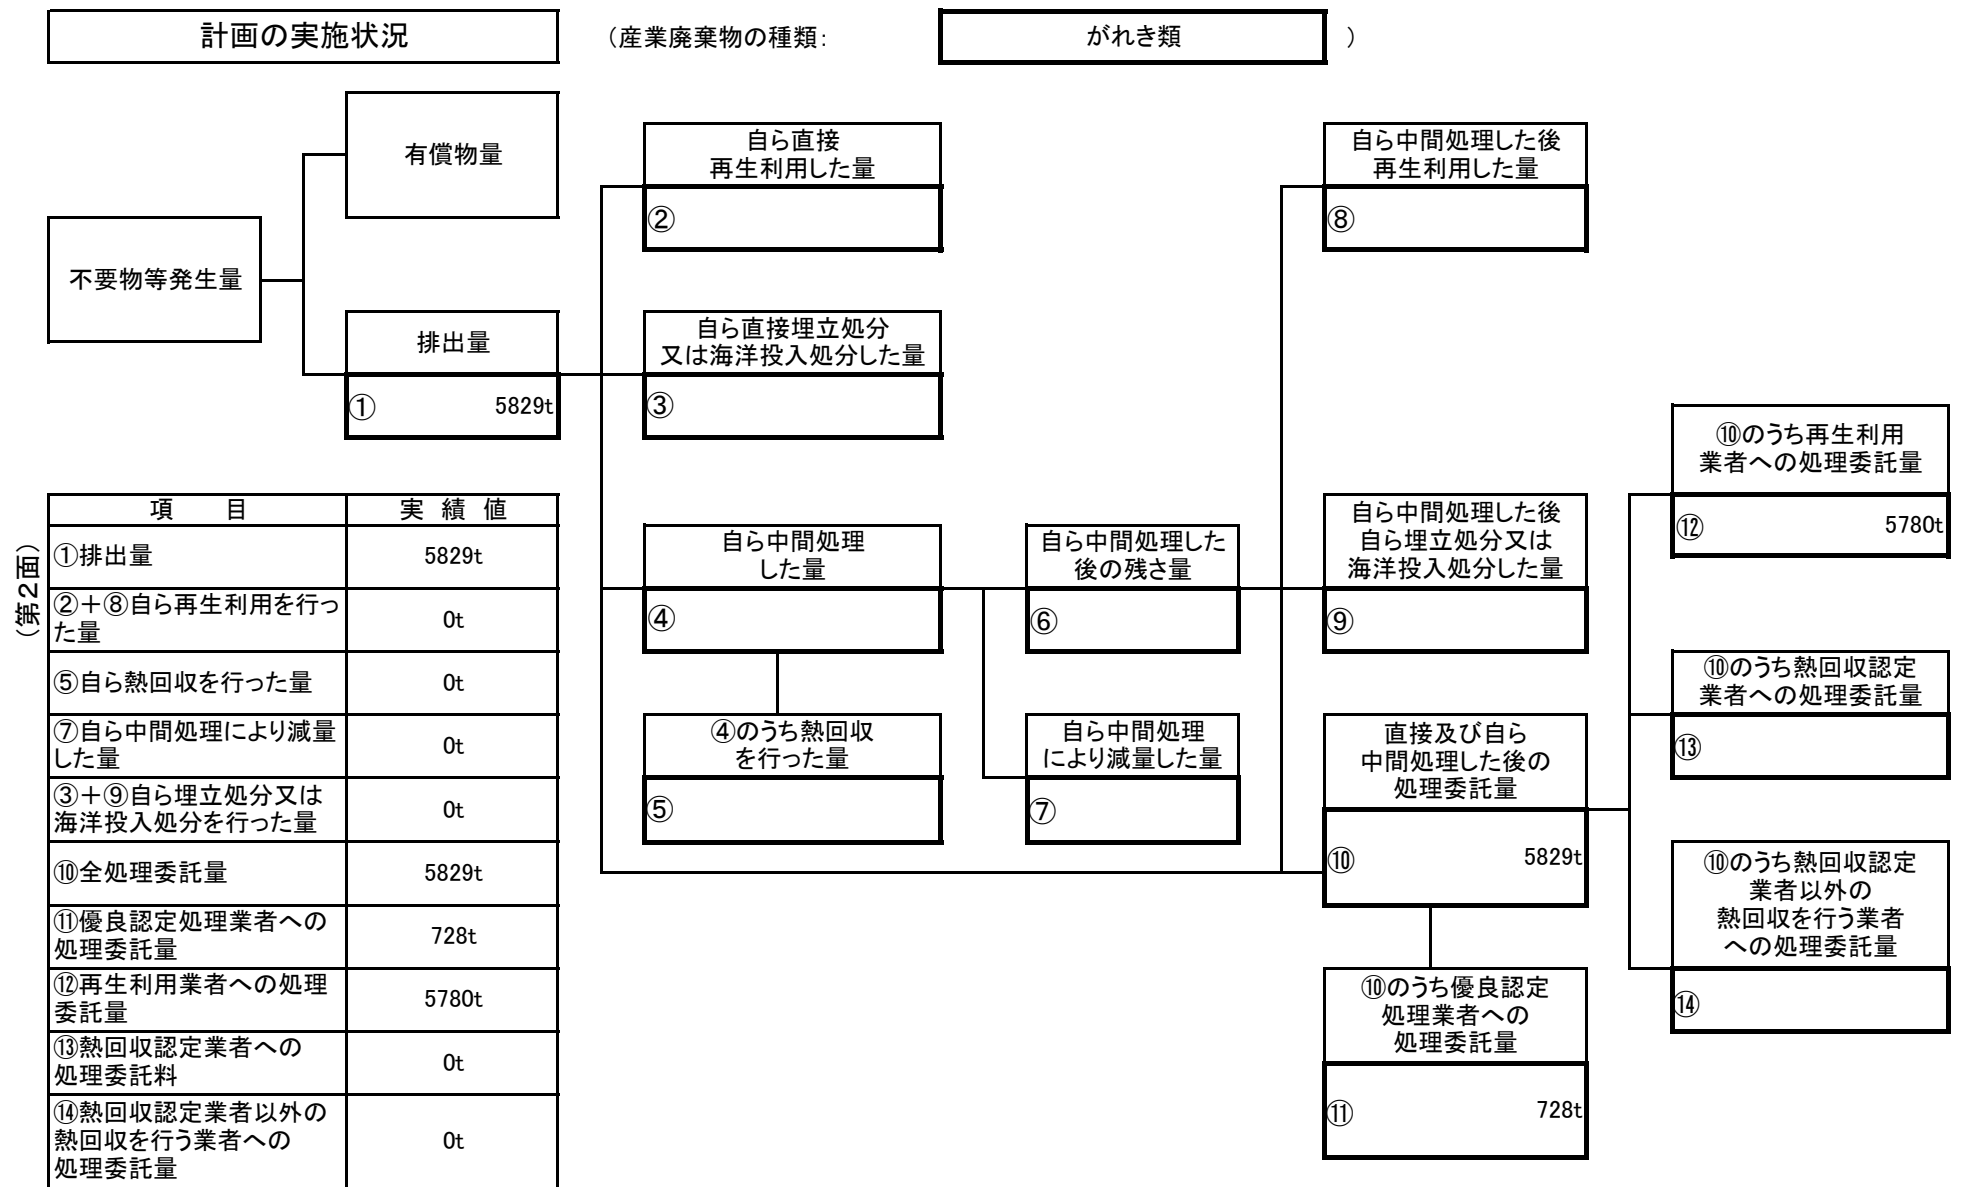 計画の実施状況
（産業廃棄物の種類：
がれき類
）
有償物量
不要物等発生量
排出量
① 5829t
自ら直接
再生利用した量
②
自ら直接埋立処分
又は海洋投入処分した量
③
自ら中間処理
した量
④
④のうち熱回収
を行った量
⑤
自ら中間処理した
後の残さ量
⑥
自ら中間処理
により減量した量
⑦
自ら中間処理した後
再生利用した量
⑧
自ら中間処理した後
自ら埋立処分又は
海洋投入処分した量
⑨
直接及び自ら
中間処理した後の
処理委託量
⑩ 5829t
⑩のうち優良認定
処理業者への
処理委託量
⑪ 728t
⑩のうち再生利用
業者への処理委託量
⑫ 5780t
⑩のうち熱回収認定
業者への処理委託量
⑬
⑩のうち熱回収認定
業者以外の
熱回収を行う業者
への処理委託量
⑭
（第２面）
項　　目 実 績 値
①排出量 5829t
②＋⑧自ら再生利用を行っ
た量 0t
⑤自ら熱回収を行った量 0t
⑦自ら中間処理により減量
した量 0t
③＋⑨自ら埋立処分又は
海洋投入処分を行った量 0t
⑩全処理委託量 5829t
⑪優良認定処理業者への
処理委託量 728t
⑫再生利用業者への処理
委託量 5780t
⑬熱回収認定業者への
処理委託料 0t
⑭熱回収認定業者以外の
熱回収を行う業者への
処理委託量 0t